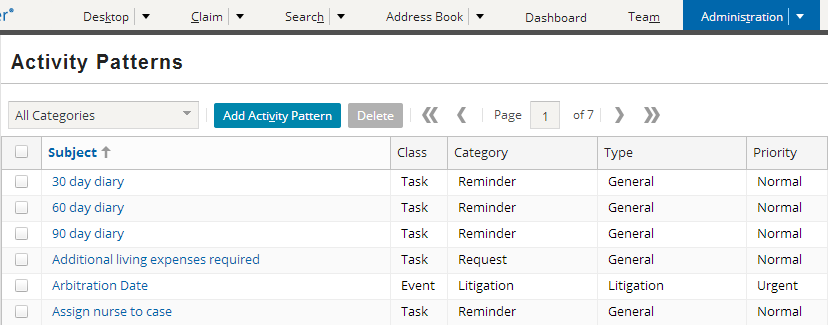 er® Desktop Claim Search Address Book Dashboard Team Administration
Activity Patterns
All Categories Add Activity Pattern Delete Page 1 of 7
Subject Class Category Type Priority
30 day diary Task Reminder General Normal
60 day diary Task Reminder General Normal
90 day diary Task Reminder General Normal
Additional living expenses required Task Request General Normal
Arbitration Date Event Litigation Litigation Urgent
Assign nurse to case Task Reminder General Normal